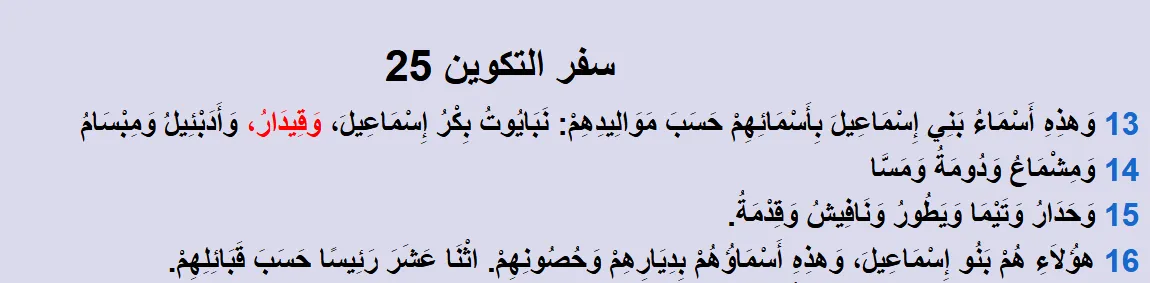 سفر التكوين 25
13 وَهذِهِ أَسْمَاءُ بَنِي إِسْمَاعِيلَ بِأَسْمَائِهِمْ حَسَبَ مَوَالِيدِهِمْ: نَبَايُوتُ بِكْرُ إِسْمَاعِيلَ، وَقِيدَارُ، وَأَدَبْئِيلُ وَمِبْسَامُ
14 وَمِشْمَاعُ وَدُومَةُ وَمَسَّا
15 وَحَدَارُ وَتَيْمَا وَيَطُورُ وَنَافِيشُ وَقِدْمَةُ.
16 هؤُلاَءِ هُمْ بَنُو إِسْمَاعِيلَ، وَهذِهِ أَسْمَاؤُهُمْ بِدِيَارِهِمْ وَحُصُونِهِمْ. اثْنَا عَشَرَ رَئِيسًا حَسَبَ قَبَائِلِهِمْ.